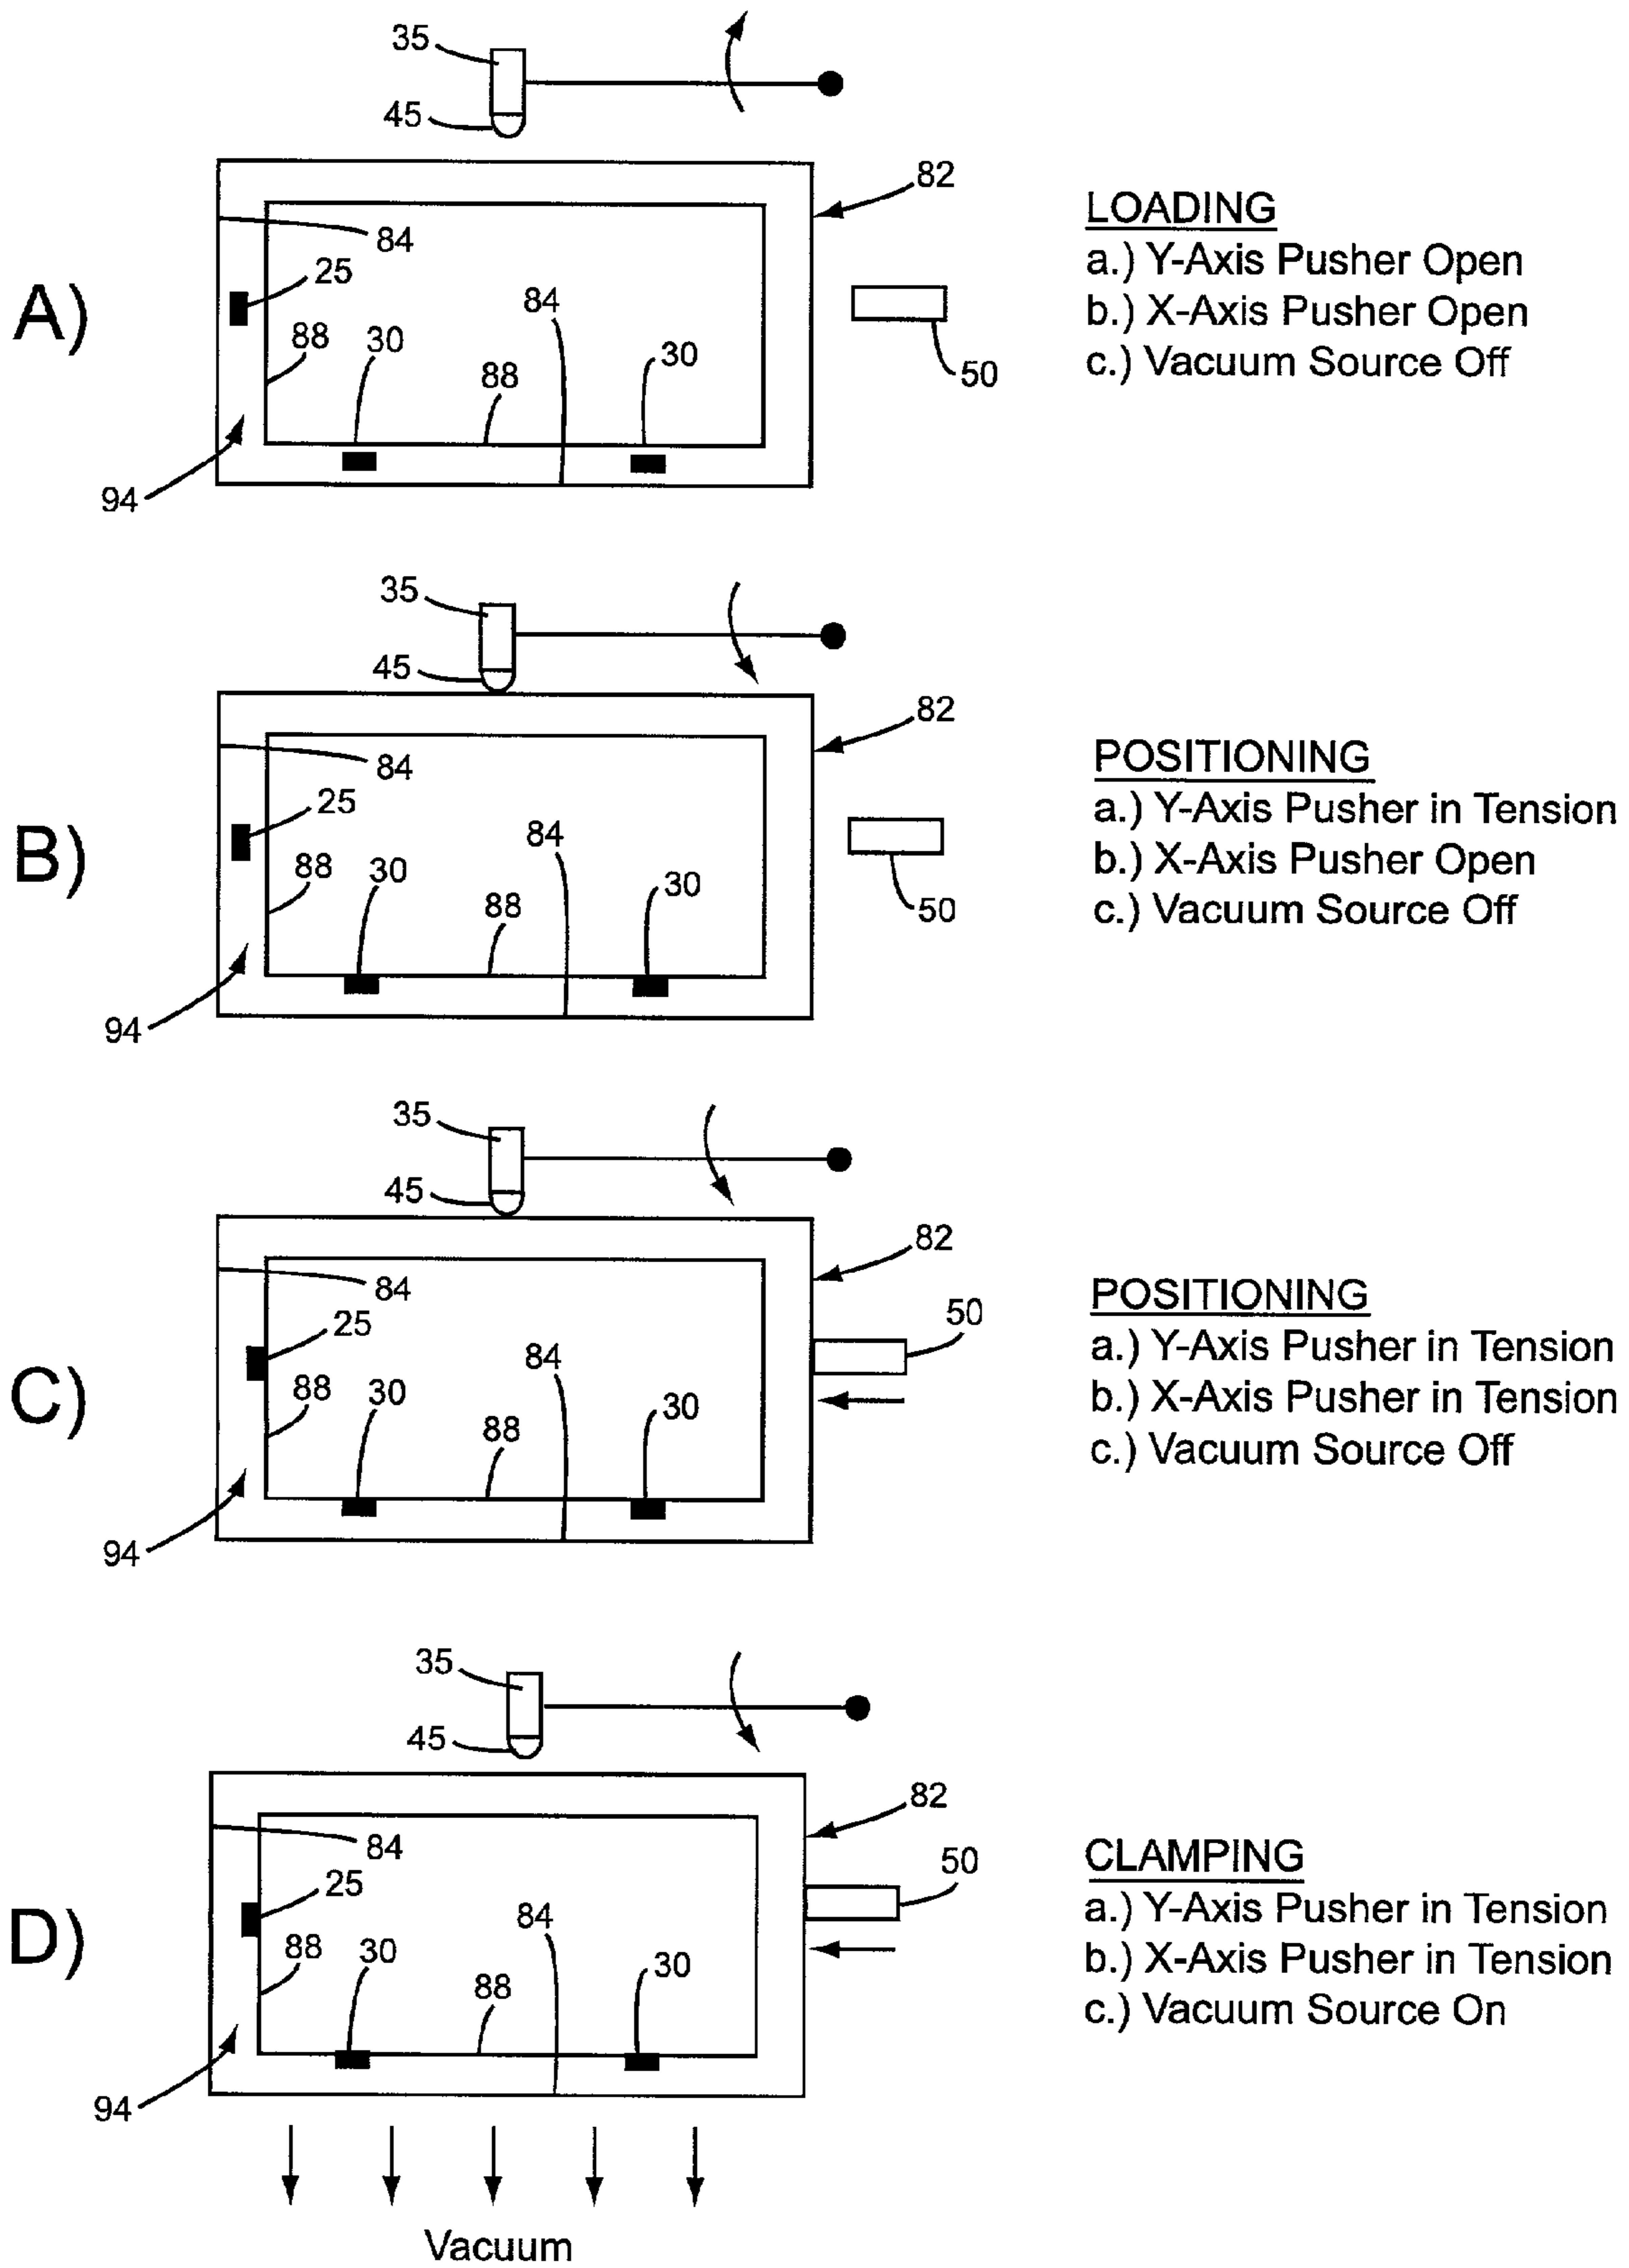 35
45
82
84
LOADING
a.) Y-Axis Pusher Open
b.) X-Axis Pusher Open
c.) Vacuum Source Off
A)
25
84
88
30
88
30
50
94
35
45
82
84
POSITIONING
a.) Y-Axis Pusher in Tension
b.) X-Axis Pusher Open
c.) Vacuum Source Off
B)
25
84
88
30
88
30
50
94
35
45
82
84
POSITIONING
a.) Y-Axis Pusher in Tension
b.) X-Axis Pusher in Tension
c.) Vacuum Source Off
C)
25
84
50
88
30
88
30
94
35
45
82
84
CLAMPING
a.) Y-Axis Pusher in Tension
b.) X-Axis Pusher in Tension
c.) Vacuum Source On
D)
25
84
50
88
30
88
30
94
Vacuum